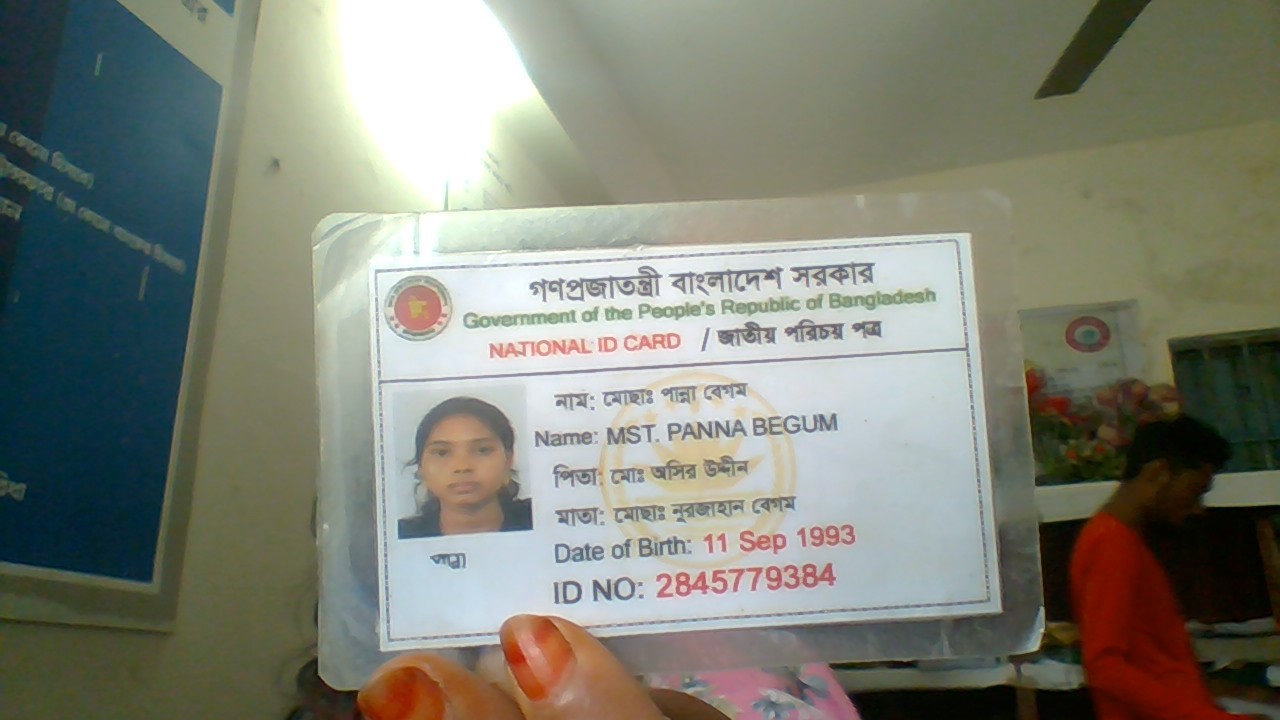 গণপ্রজাতন্ত্রী বাংলাদেশ সরকার
Government of the People's Republic of Bangladesh
NATIONAL ID CARD / জাতীয় পরিচয় পত্র
নাম: মোছাঃ পান্না বেগম
Name: MST. PANNA BEGUM
পিতা: মোঃ অসির উদ্দীন
মাতা: মোছাঃ নুরজাহান বেগম
Date of Birth: 11 Sep 1993
ID NO: 2845779384
পান্না